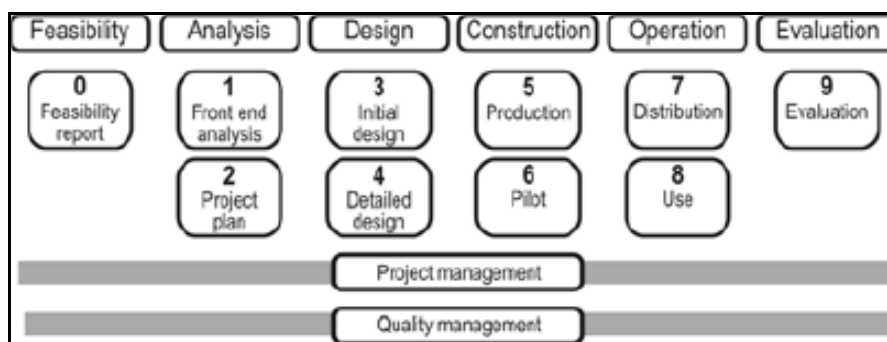 Feasibility Analysis Design Construction Operation Evaluation
0 1 3 5 7 9
Feasibility Front end Initial Production Distribution Evaluation
report analysis design
2 4 6 8
Project Detailed Pilot Use
plan design
Project management
Quality management